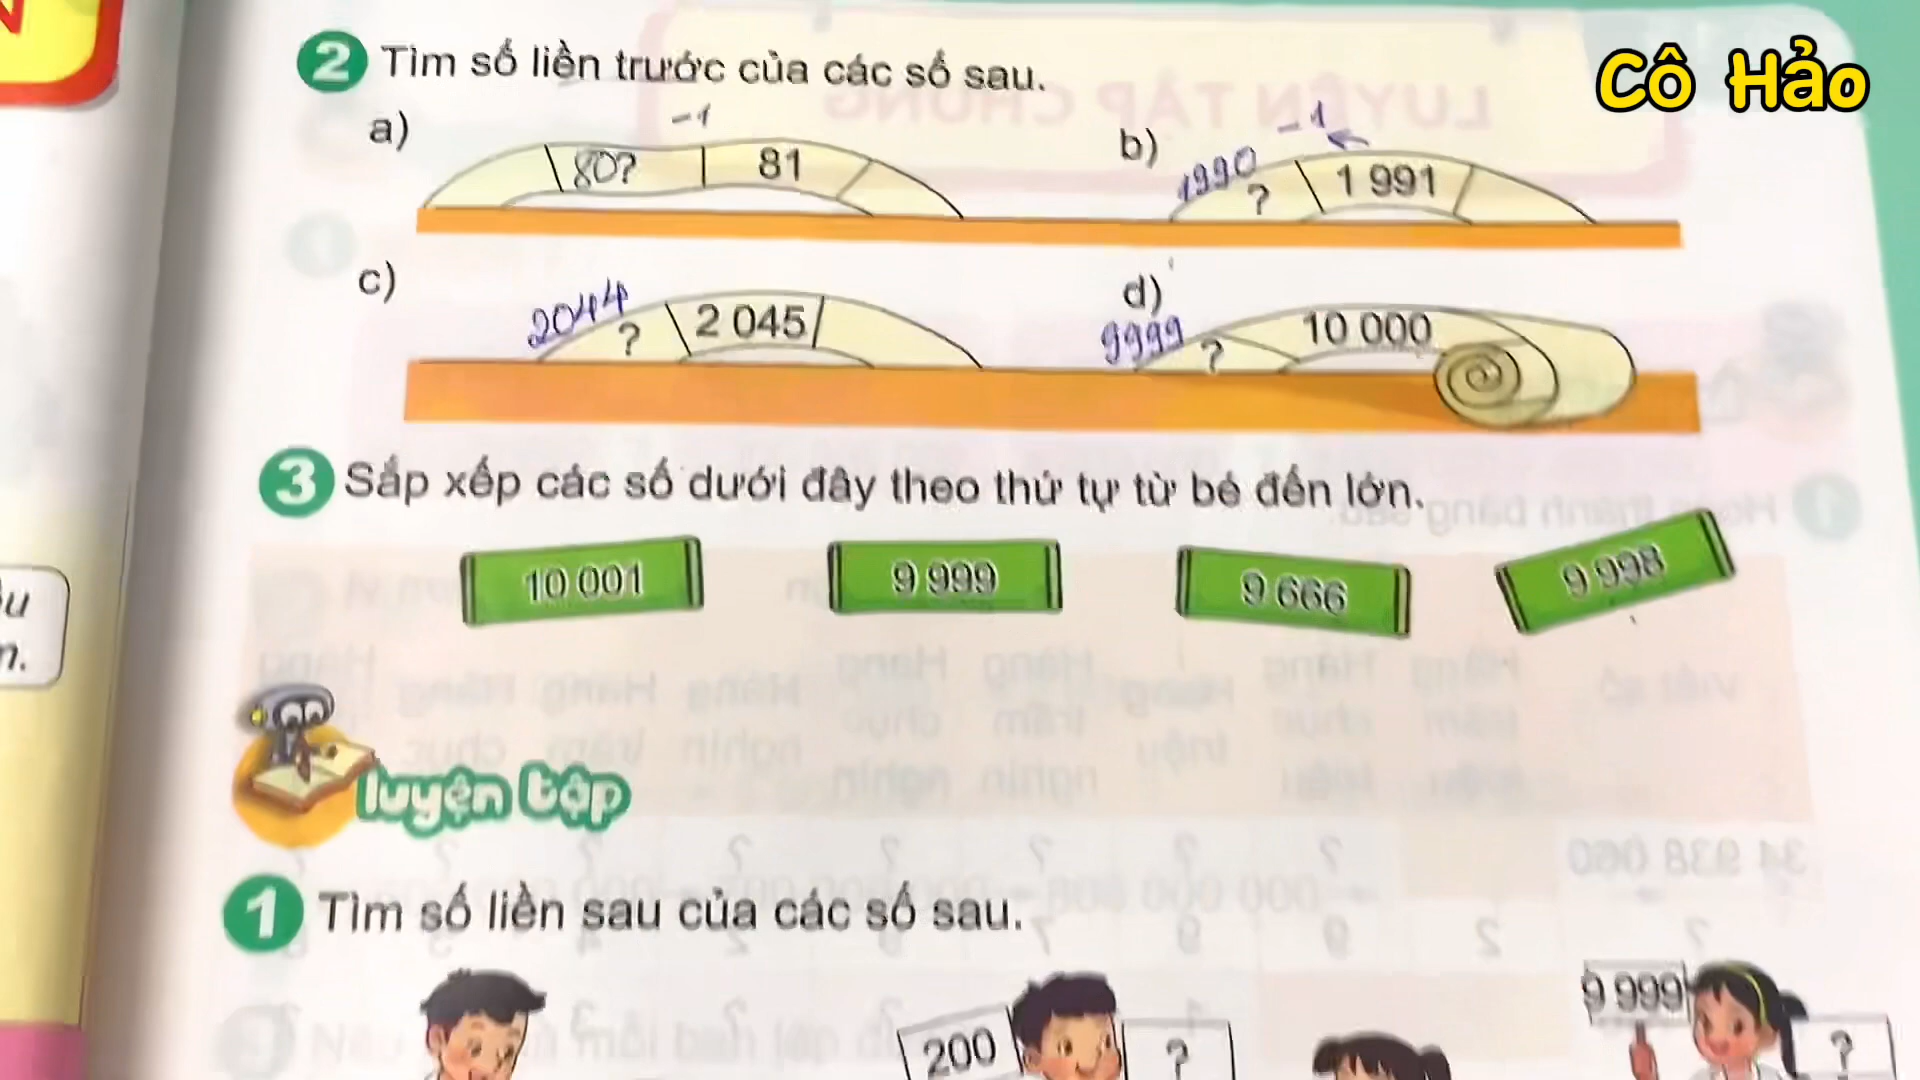 Cô Hảo
2 Tìm số liền trước của các số sau.
a) 80? -1 81
b) 1990 ? -1 1 991
c) 2044 ? 2 045
d) 9999 ? 10 000
3 Sắp xếp các số dưới đây theo thứ tự từ bé đến lớn.
10 001 9 999 9 666 9 998
luyện tập
1 Tìm số liền sau của các số sau.
9 999 ?
200 ?